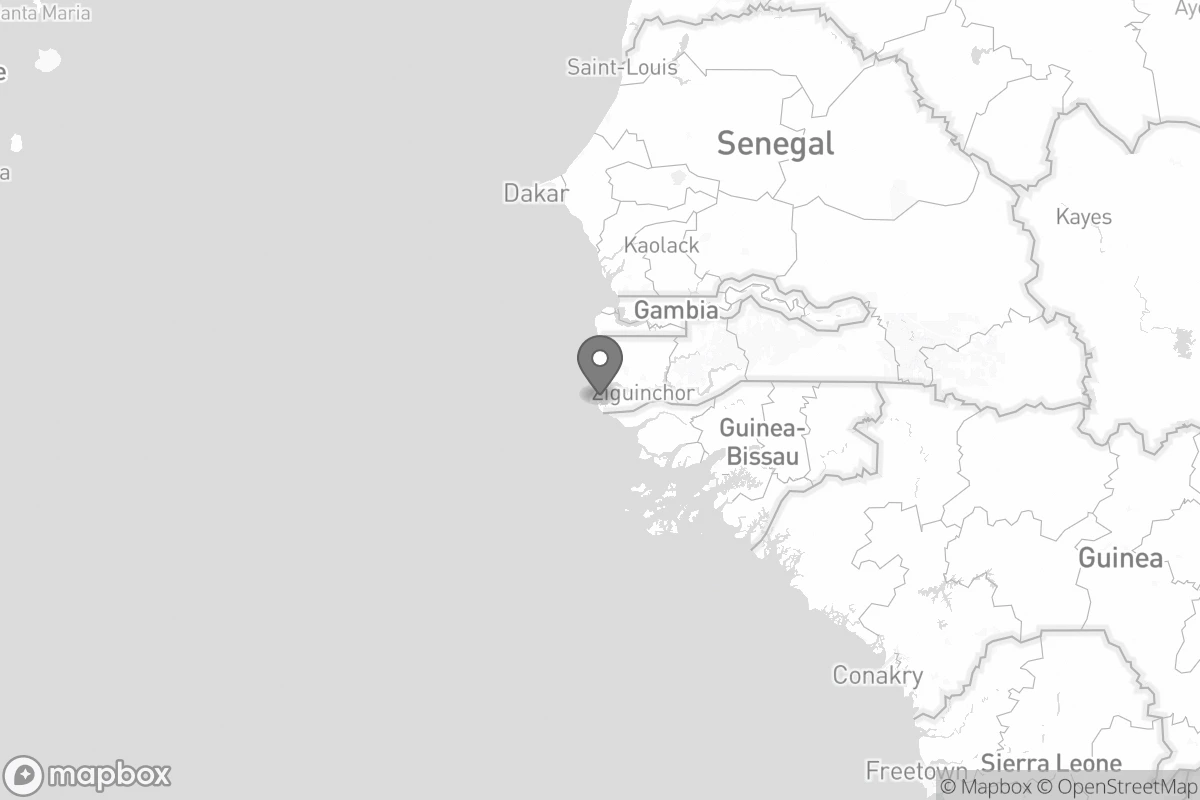 anta Maria
e
a
Ay
Saint-Louis
Senegal
Dakar
Kayes
Kaolack
Gambia
Ziguinchor
Guinea-
Bissau
Guinea
Conakry
Freetown
Sierra Leone
mapbox
© Mapbox © OpenStreetMap